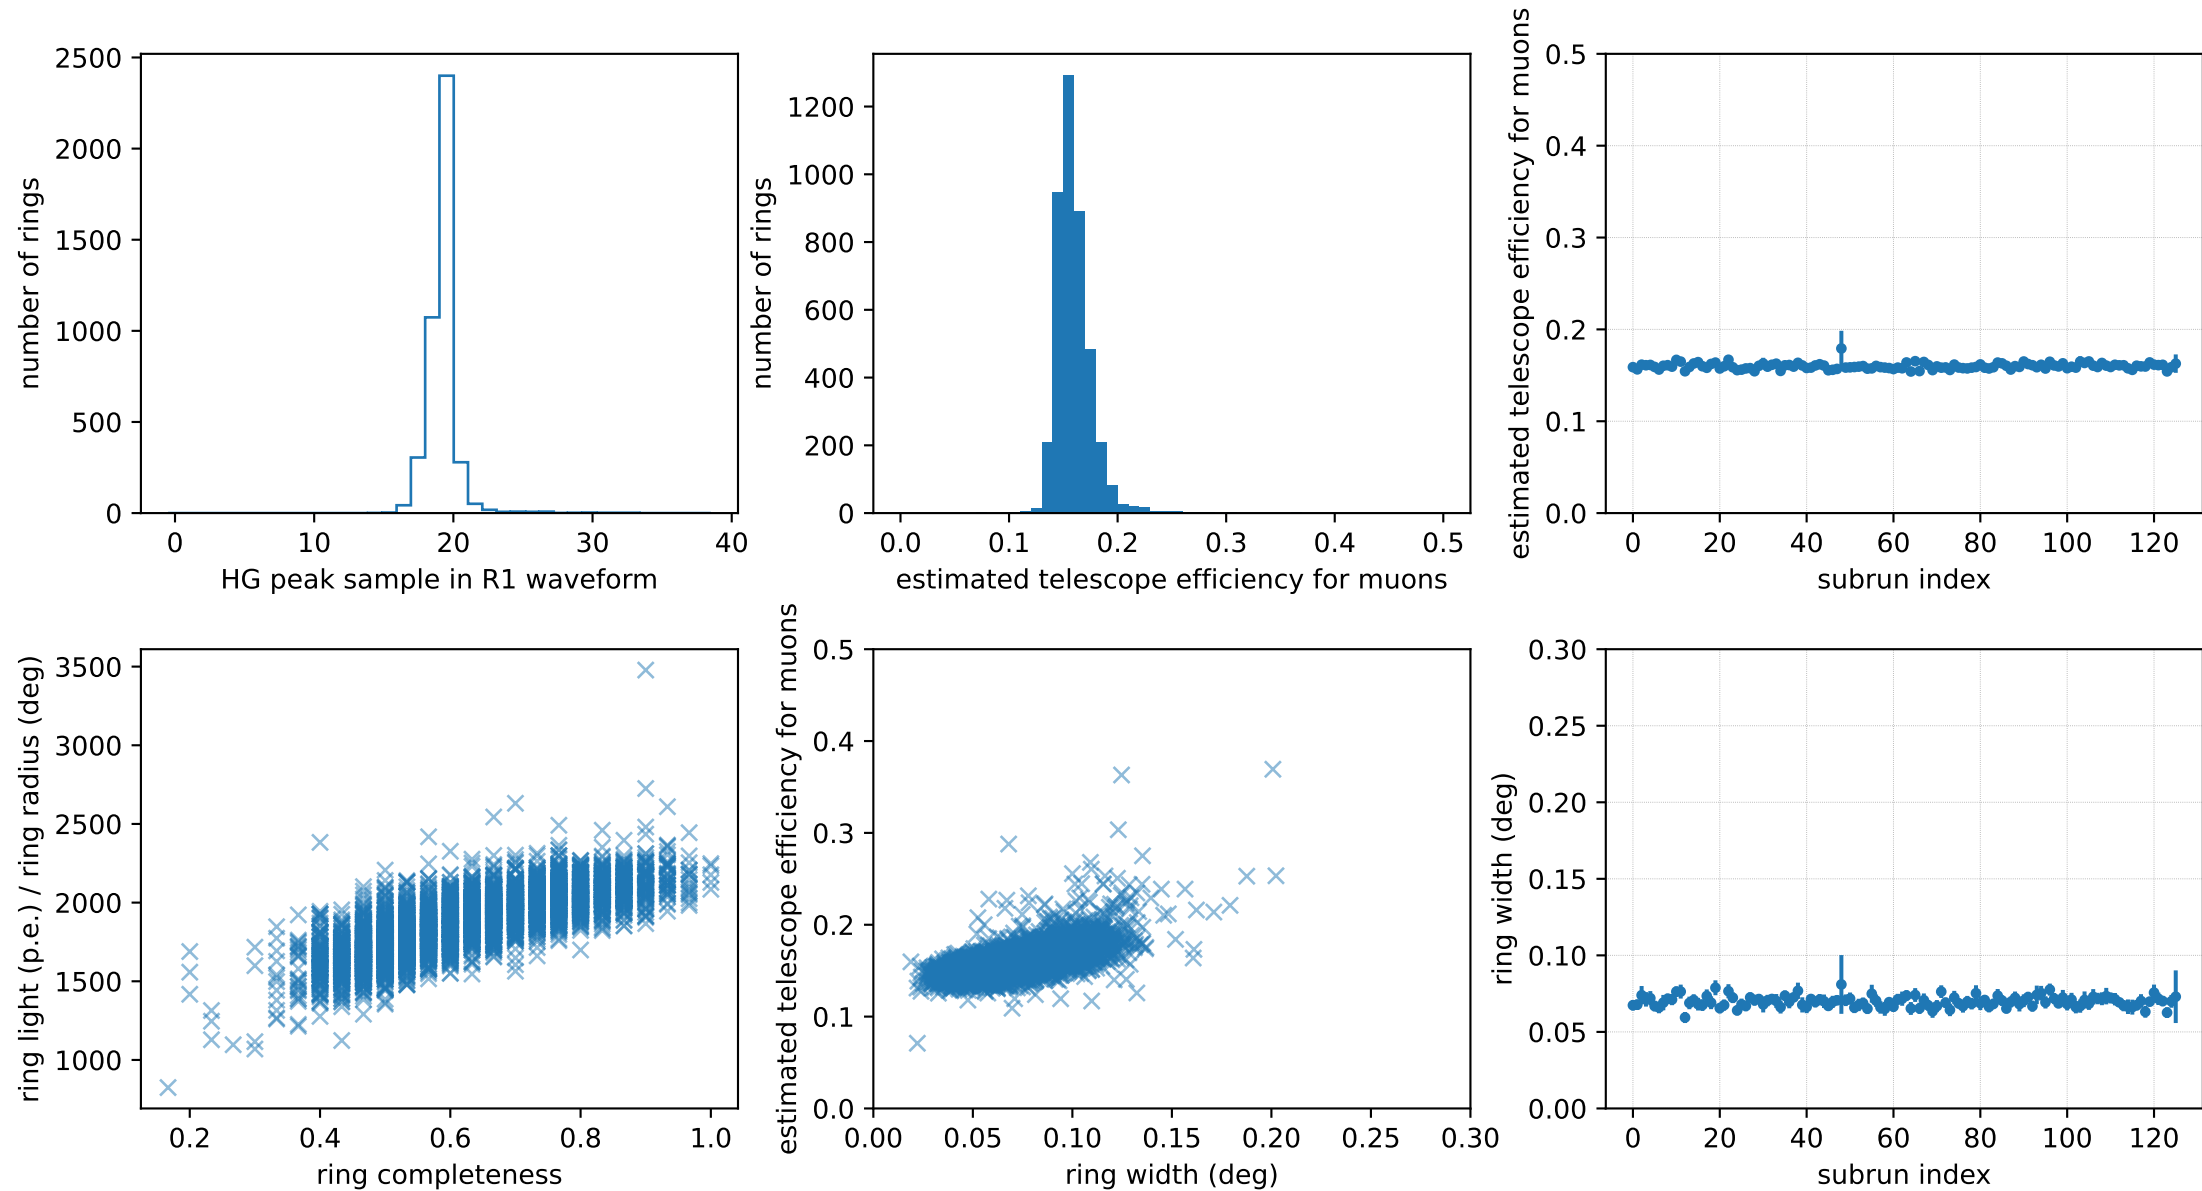 2500
2000
1500
1000
500
0
number of rings
0 10 20 30 40
HG peak sample in R1 waveform
1200
1000
800
600
400
200
0
number of rings
0.0 0.1 0.2 0.3 0.4 0.5
estimated telescope efficiency for muons
0.5
0.4
0.3
0.2
0.1
0.0
estimated telescope efficiency for muons
0 20 40 60 80 100 120
subrun index
3500
3000
2500
2000
1500
1000
ring light (p.e.) / ring radius (deg)
0.2 0.4 0.6 0.8 1.0
ring completeness
0.5
0.4
0.3
0.2
0.1
0.0
estimated telescope efficiency for muons
0.00 0.05 0.10 0.15 0.20 0.25 0.30
ring width (deg)
0.30
0.25
0.20
0.15
0.10
0.05
0.00
ring width (deg)
0 20 40 60 80 100 120
subrun index